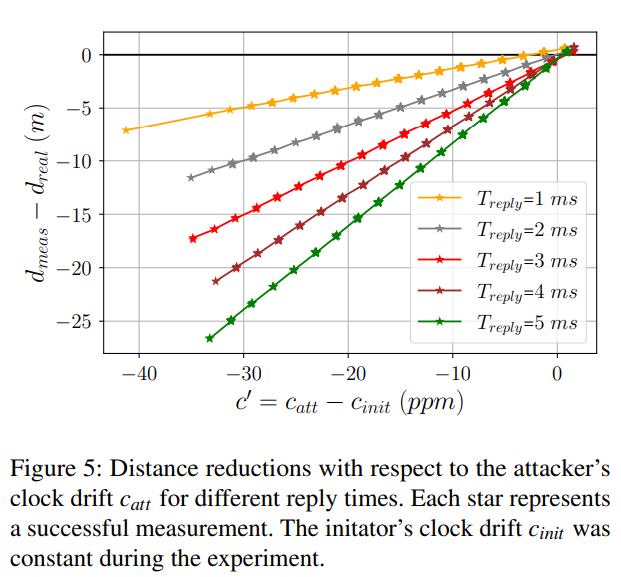 0
−5
−10
−15
−20
−25
d_meas − d_real (m)
T_reply=1 ms
T_reply=2 ms
T_reply=3 ms
T_reply=4 ms
T_reply=5 ms
−40 −30 −20 −10 0
c′ = c_att − c_init (ppm)
Figure 5: Distance reductions with respect to the attacker's
clock drift c_att for different reply times. Each star represents
a successful measurement. The initator's clock drift c_init was
constant during the experiment.